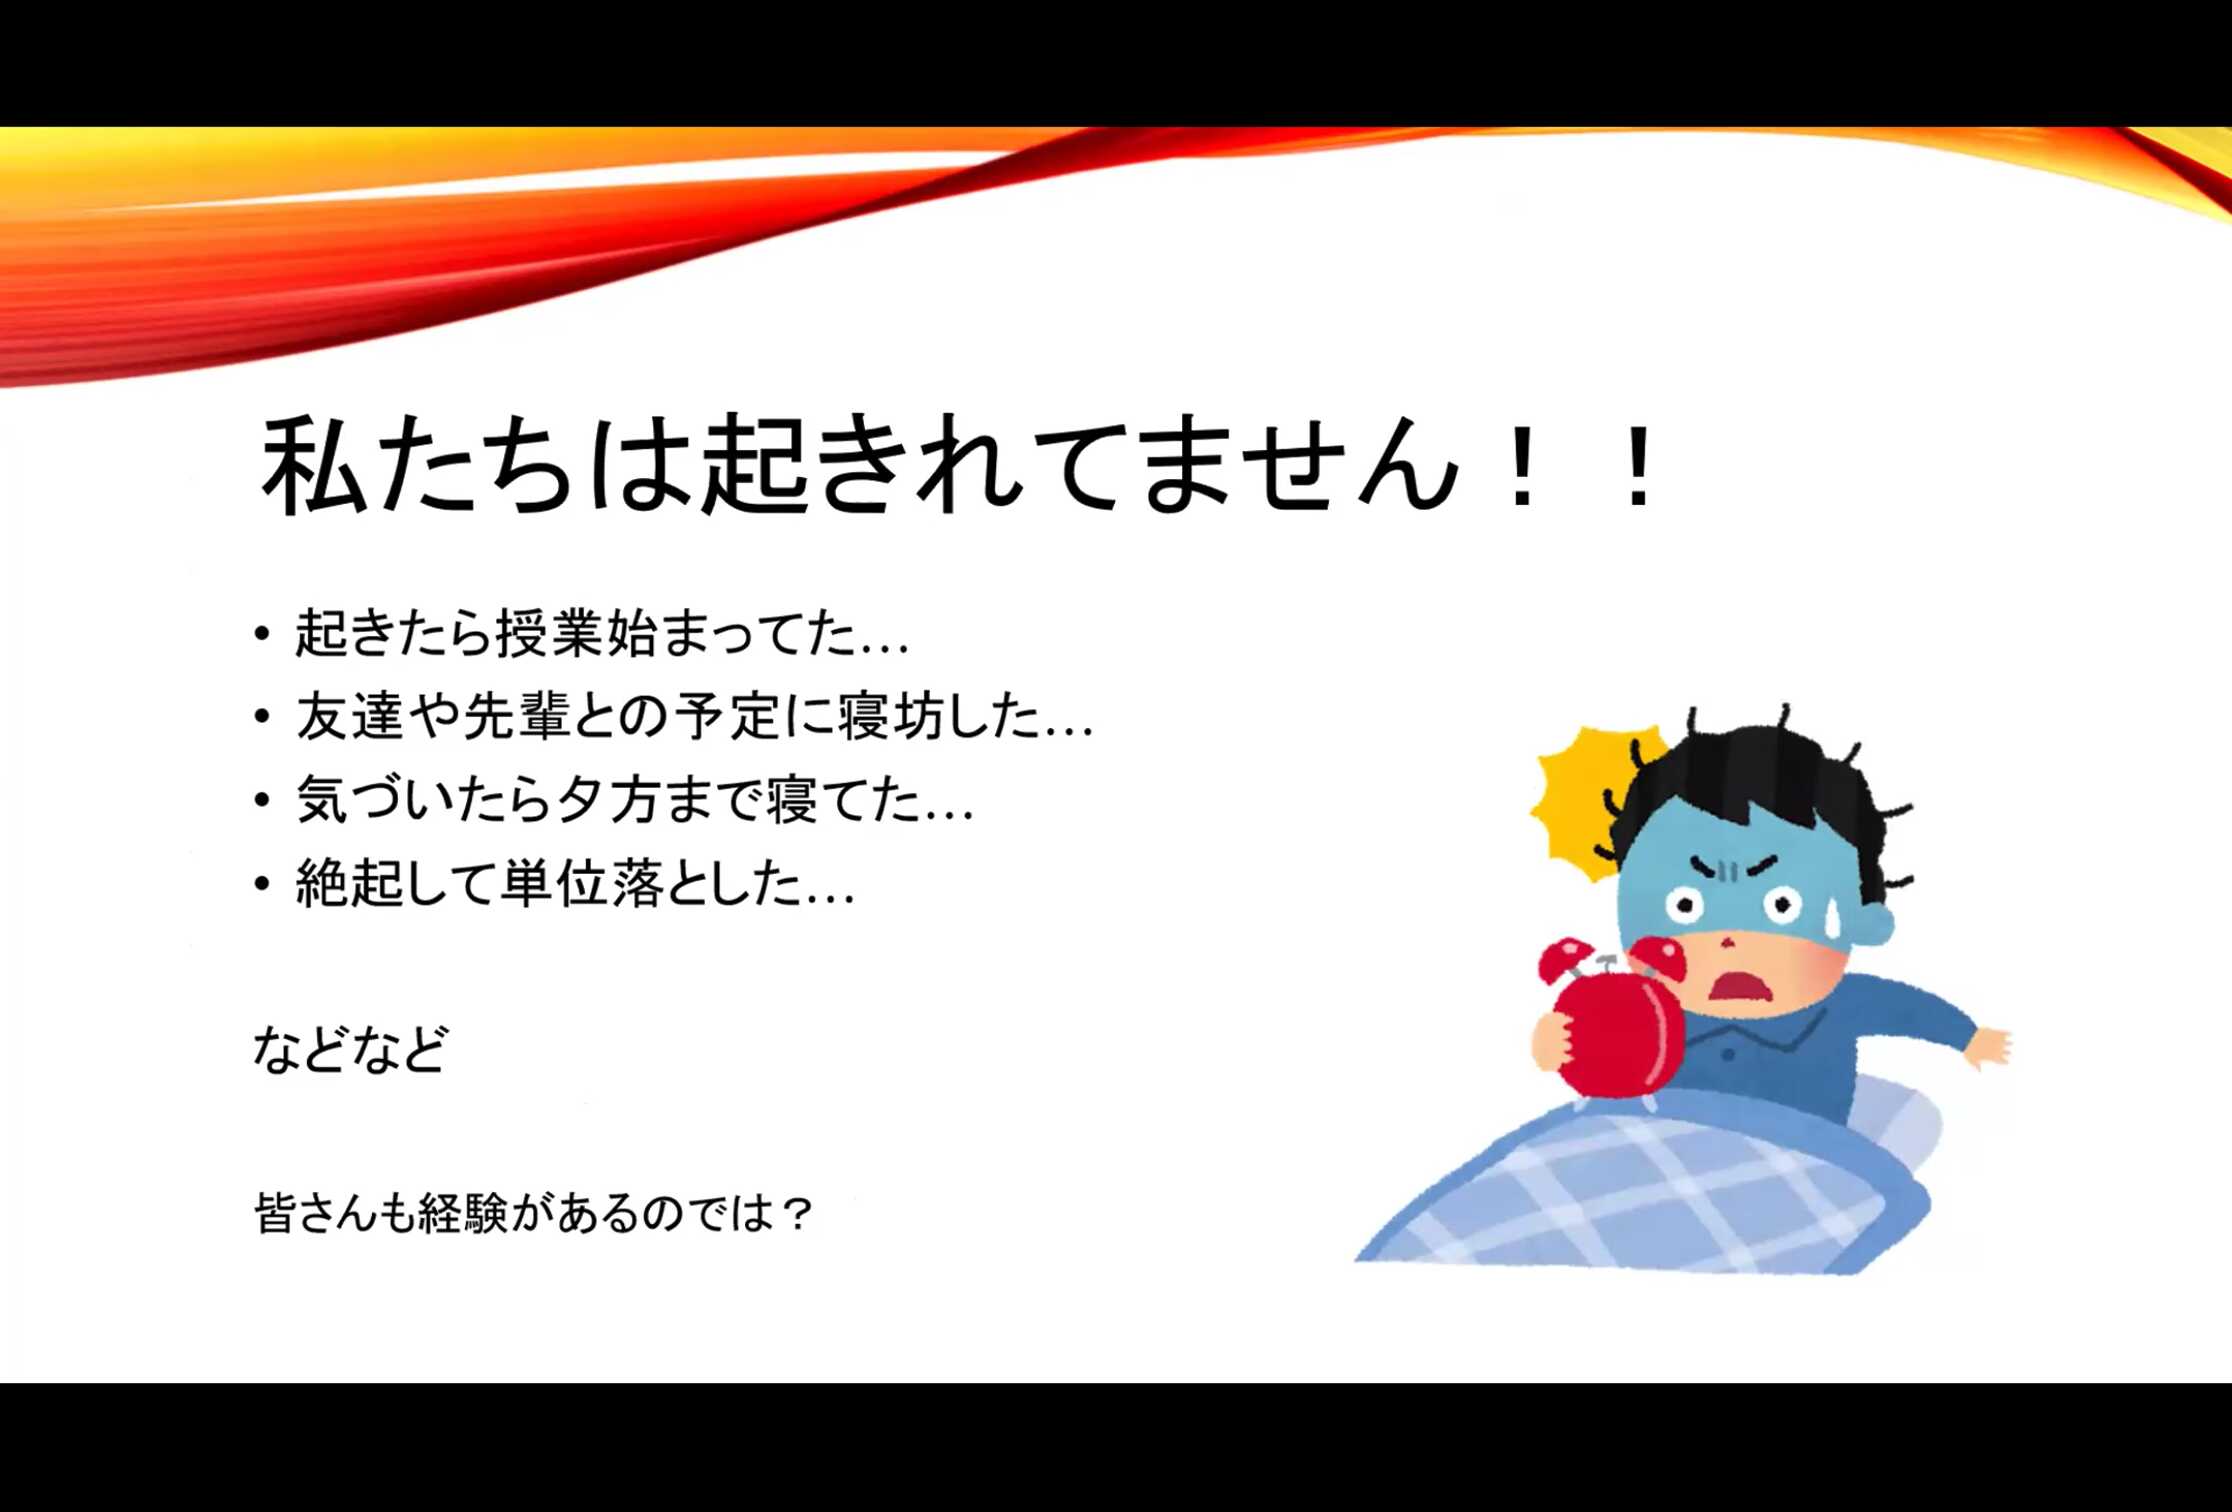 私たちは起きれてません！！
• 起きたら授業始まってた…
• 友達や先輩との予定に寝坊した…
• 気づいたら夕方まで寝てた…
• 絶起して単位落とした…
などなど
皆さんも経験があるのでは？